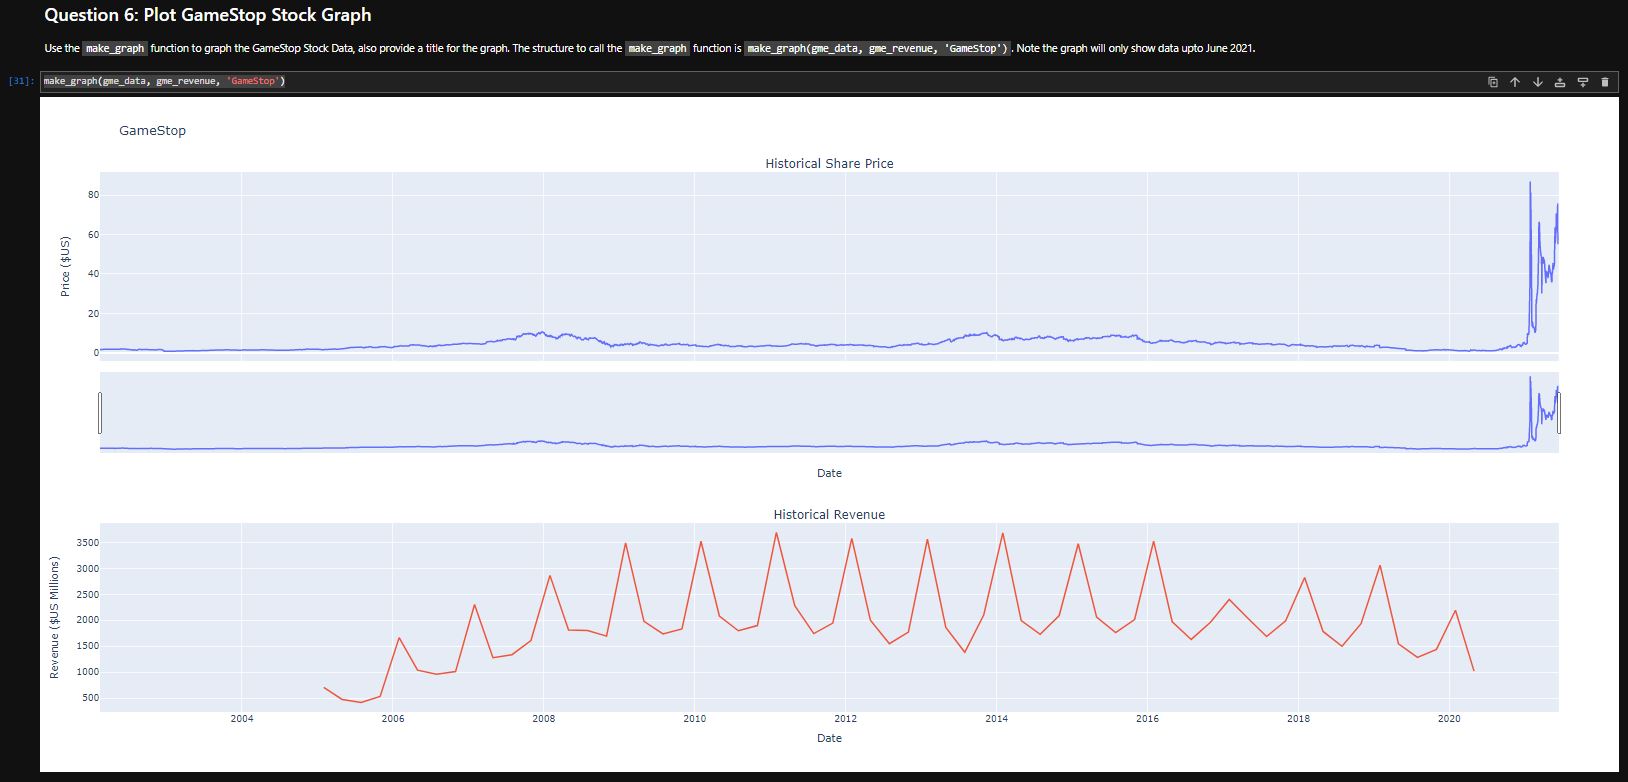 Question 6: Plot GameStop Stock Graph
Use the make_graph function to graph the GameStop Stock Data, also provide a title for the graph. The structure to call the make_graph function is make_graph(gme_data, gme_revenue, 'GameStop'). Note the graph will only show data upto June 2021.
[31]: make_graph(gme_data, gme_revenue, 'GameStop')
GameStop
Historical Share Price
80
60
40
20
0
Price ($US)
Date
Historical Revenue
3500
3000
2500
2000
1500
1000
500
Revenue ($US Millions)
2004 2006 2008 2010 2012 2014 2016 2018 2020
Date